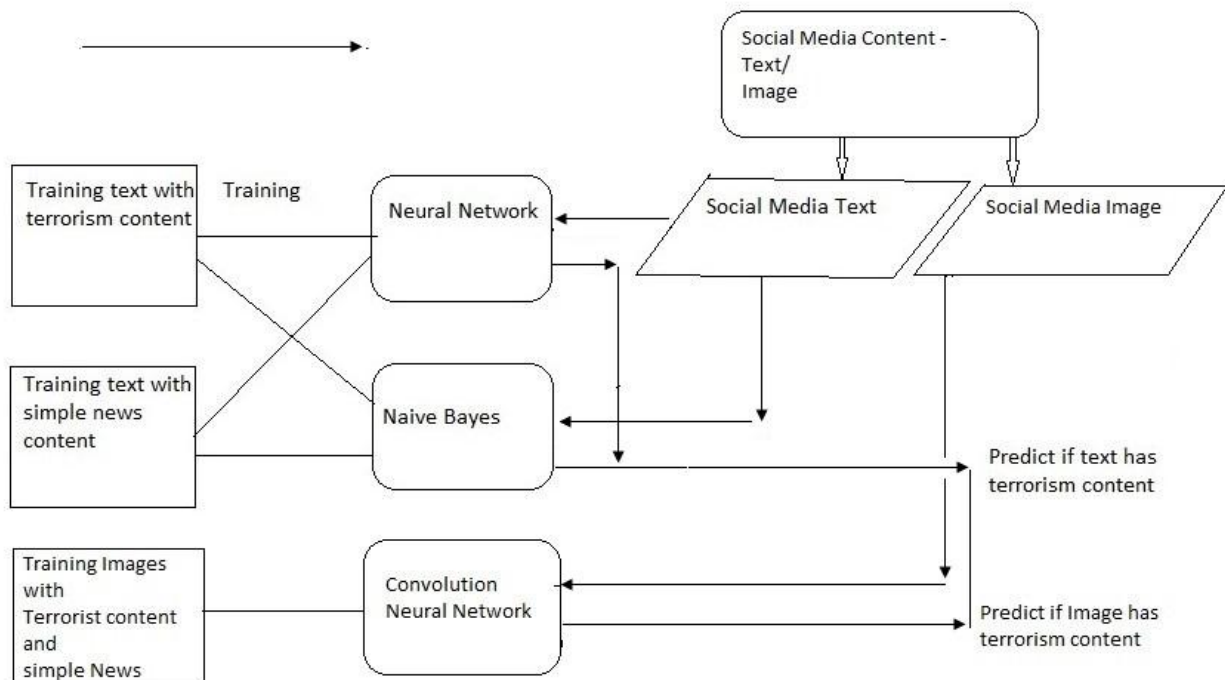 Social Media Content -
Text/
Image
Training text with
terrorism content
Training
Neural Network
Social Media Text
Social Media Image
Training text with
simple news
content
Naive Bayes
Predict if text has
terrorism content
Training Images
with
Terrorist content
and
simple News
Convolution
Neural Network
Predict if Image has
terrorism content